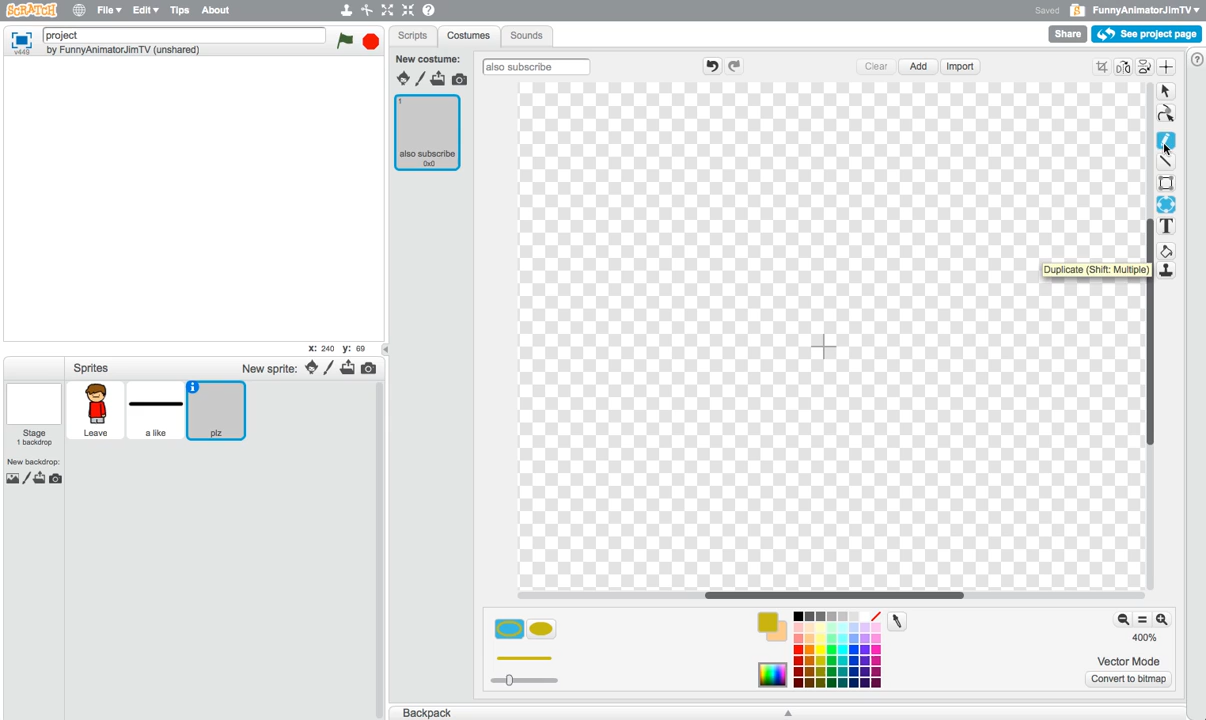 SCRATCH File▾ Edit▾ Tips About Saved FunnyAnimatorJimTV▾
project
by FunnyAnimatorJimTV (unshared)
v449
Scripts Costumes Sounds
Share See project page
New costume:
also subscribe
Clear Add Import
1
also subscribe
0x0
T
Duplicate (Shift: Multiple)
x: 240 y: 69
Sprites New sprite:
Stage
1 backdrop
New backdrop:
Leave
a like
plz
400%
Vector Mode
Convert to bitmap
Backpack